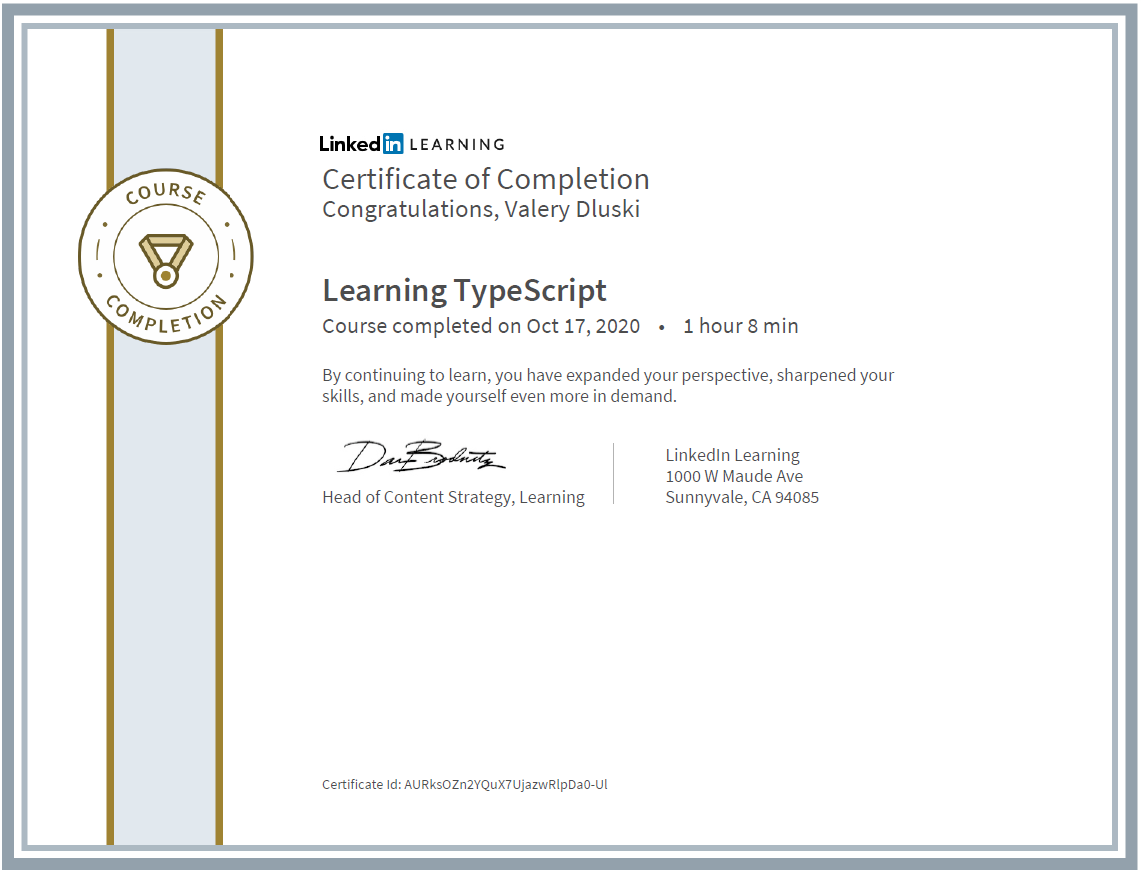 COURSE
COMPLETION
Linked in LEARNING
Certificate of Completion
Congratulations, Valery Dluski
Learning TypeScript
Course completed on Oct 17, 2020 • 1 hour 8 min
By continuing to learn, you have expanded your perspective, sharpened your
skills, and made yourself even more in demand.
Head of Content Strategy, Learning
LinkedIn Learning
1000 W Maude Ave
Sunnyvale, CA 94085
Certificate Id: AURksOZn2YQuX7UjazwRlpDa0-Ul